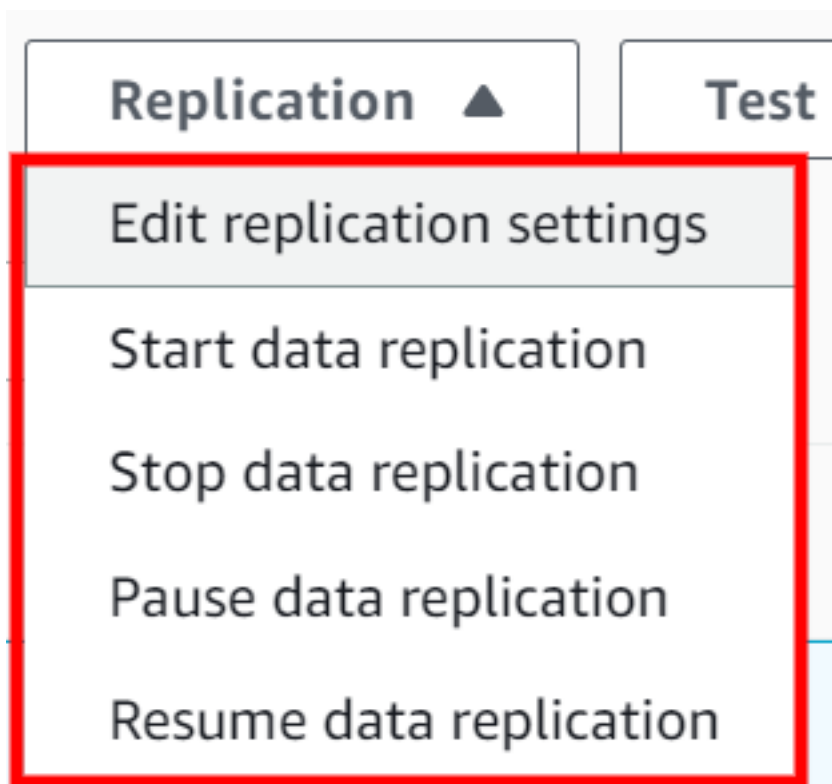 Replication ▲ Test
Edit replication settings
Start data replication
Stop data replication
Pause data replication
Resume data replication